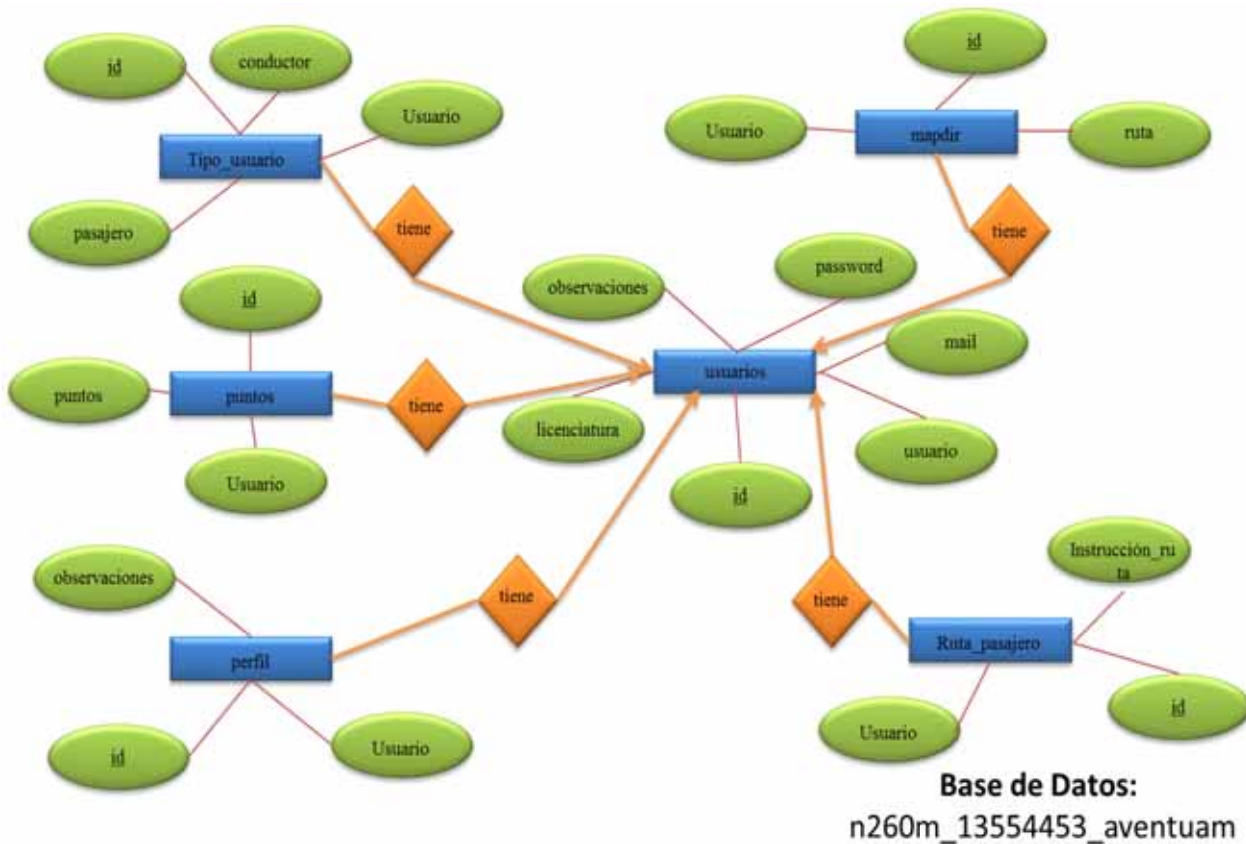 id
conductor
Usuario
Tipo_usuario
pasajero
tiene
id
Usuario
mapdir
ruta
tiene
id
puntos
puntos
Usuario
tiene
observaciones
password
mail
usuarios
licenciatura
usuario
id
observaciones
perfil
id
Usuario
tiene
tiene
Instrucción_ru
ta
Ruta_pasajero
Usuario
id
Base de Datos:
n260m_13554453_aventuam